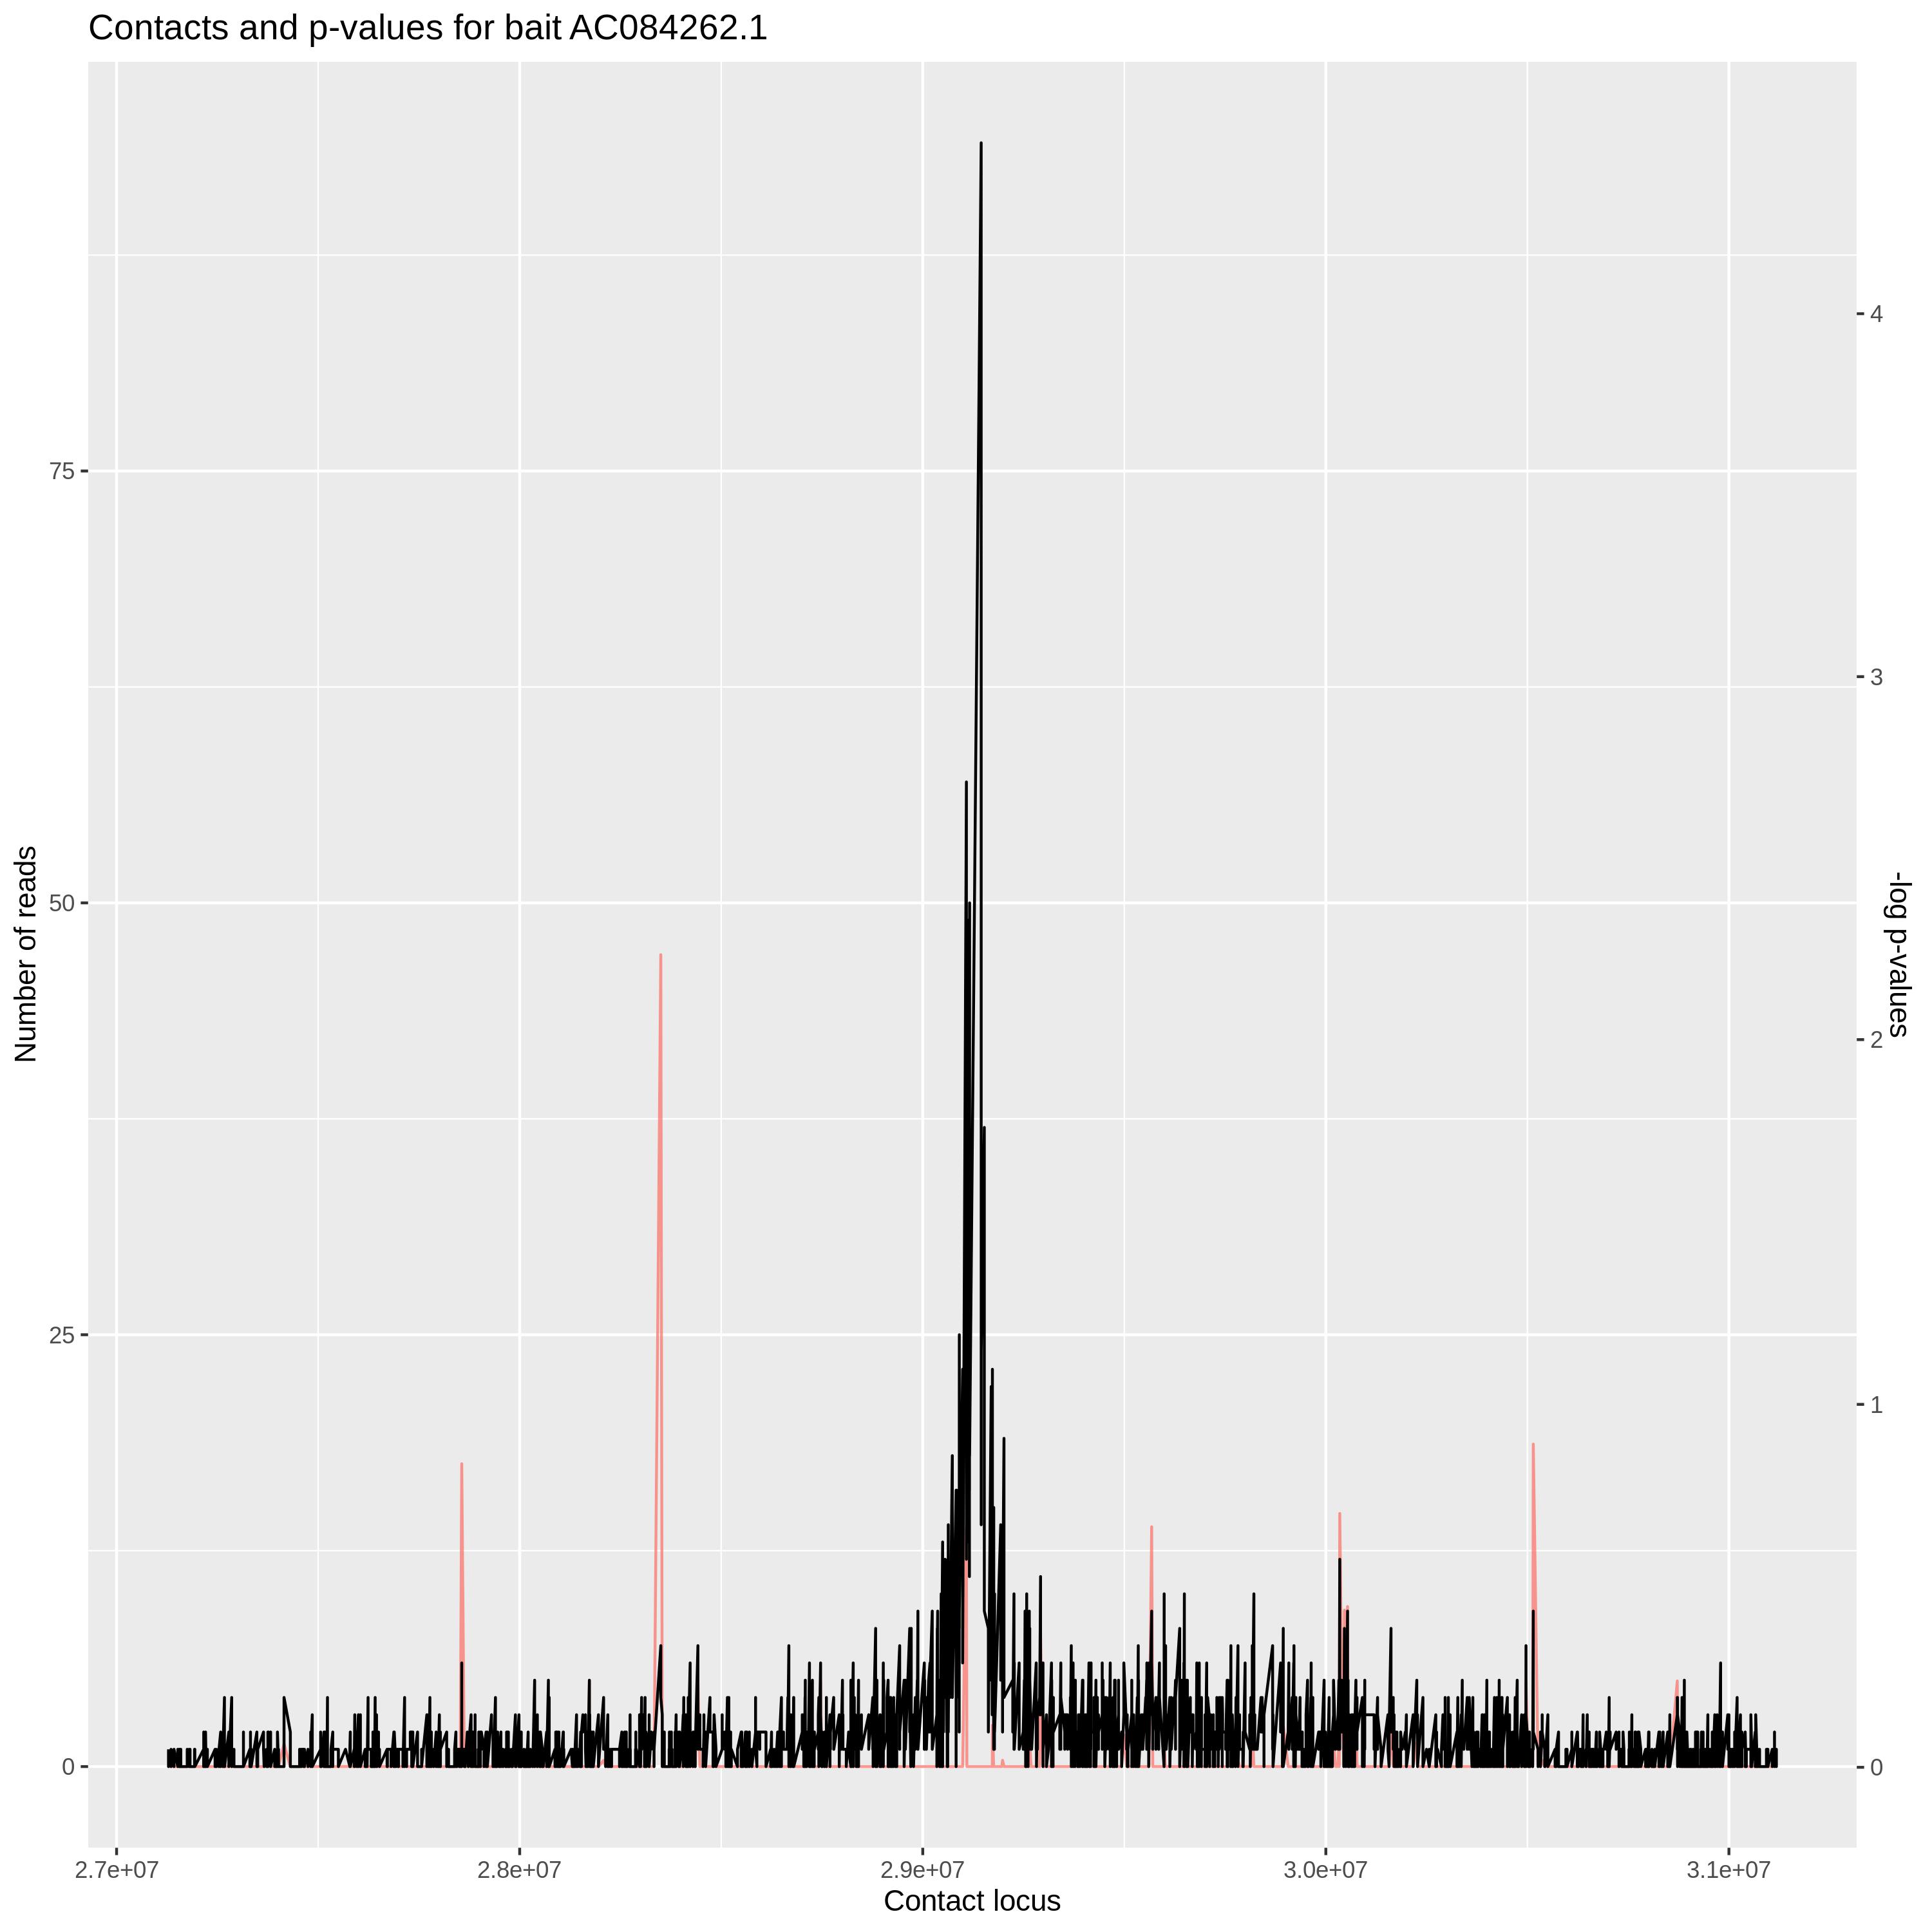 Contacts and p-values for bait AC084262.1
Number of reads
75
50
25
0
4
3
2
1
0
-log p-values
2.7e+07
2.8e+07
2.9e+07
3.0e+07
3.1e+07
Contact locus